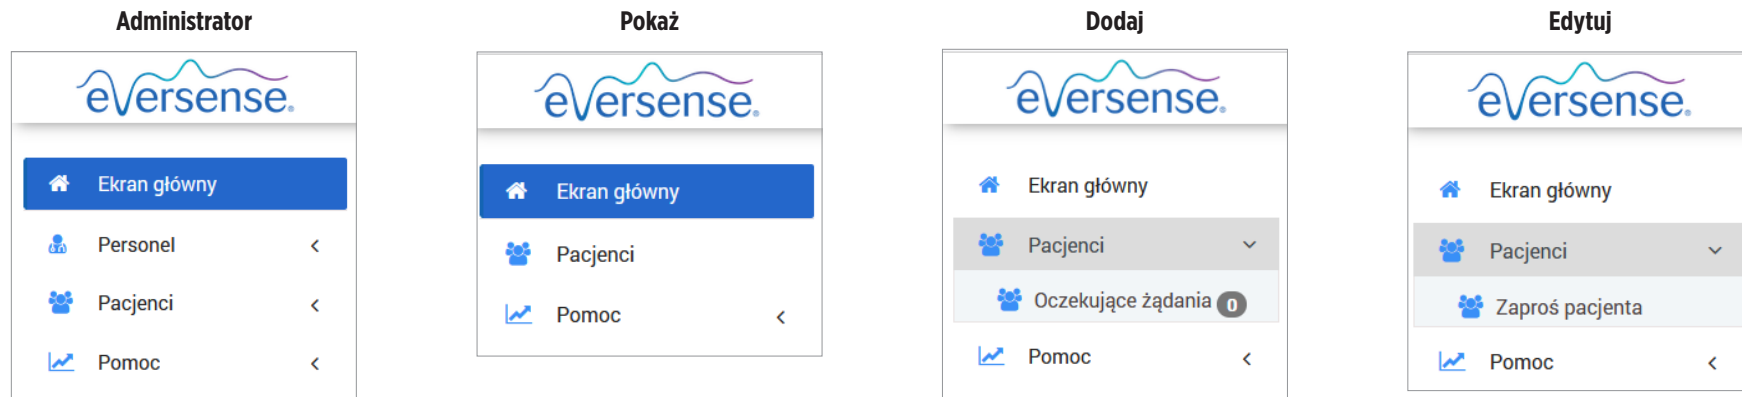 Administrator
eversense®
Ekran główny
Personel
Pacjenci
Pomoc
Pokaż
eversense®
Ekran główny
Pacjenci
Pomoc
Dodaj
eversense®
Ekran główny
Pacjenci
Oczekujące żądania 0
Pomoc
Edytuj
eversense®
Ekran główny
Pacjenci
Zaproś pacjenta
Pomoc